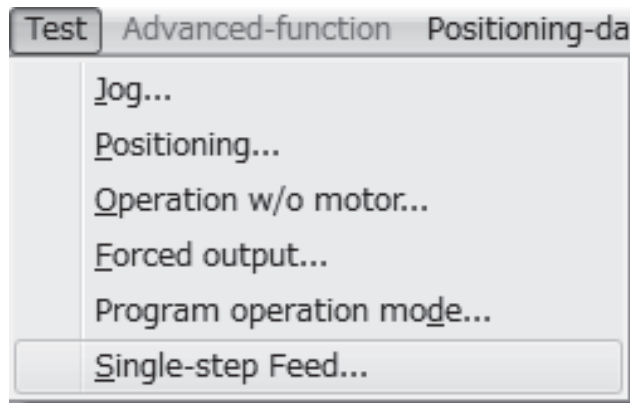 Test Advanced-function Positioning-da
Jog...
Positioning...
Operation w/o motor...
Forced output...
Program operation mode...
Single-step Feed...